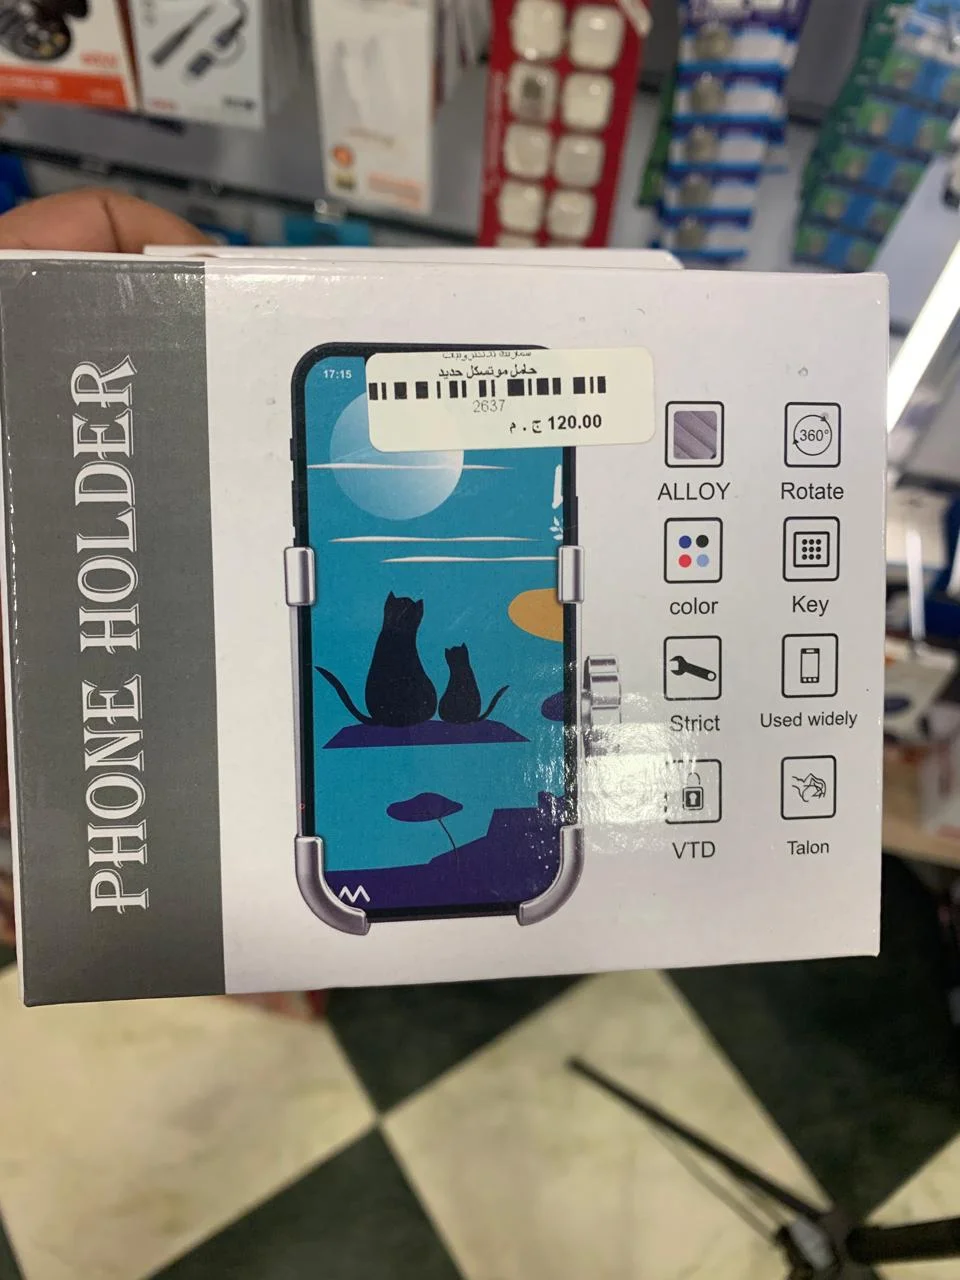 PHONE HOLDER
17:15
حامل موتسكل حديد
2637
120.00 ج . م
ALLOY
360°
Rotate
color
Key
Strict
Used widely
VTD
Talon